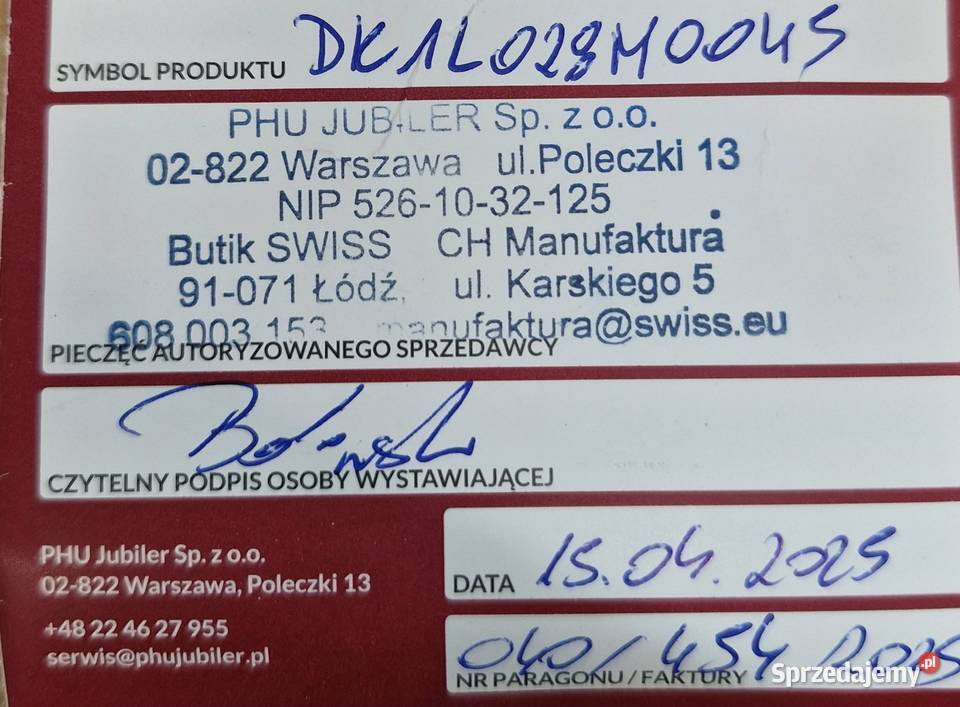 SYMBOL PRODUKTU DK1L028M0045
PHU JUBILER Sp. z o.o.
02-822 Warszawa ul.Poleczki 13
NIP 526-10-32-125
Butik SWISS CH Manufaktura
91-071 Łódź, ul. Karskiego 5
608 003 153 manufaktura@swiss.eu
PIECZĘĆ AUTORYZOWANEGO SPRZEDAWCY
CZYTELNY PODPIS OSOBY WYSTAWIAJĄCEJ
PHU Jubiler Sp. z o.o.
02-822 Warszawa, Poleczki 13
+48 22 46 27 955
serwis@phujubiler.pl
DATA 15.04.2025
040/454 2025
NR PARAGONU / FAKTURY
Sprzedajemy.pl